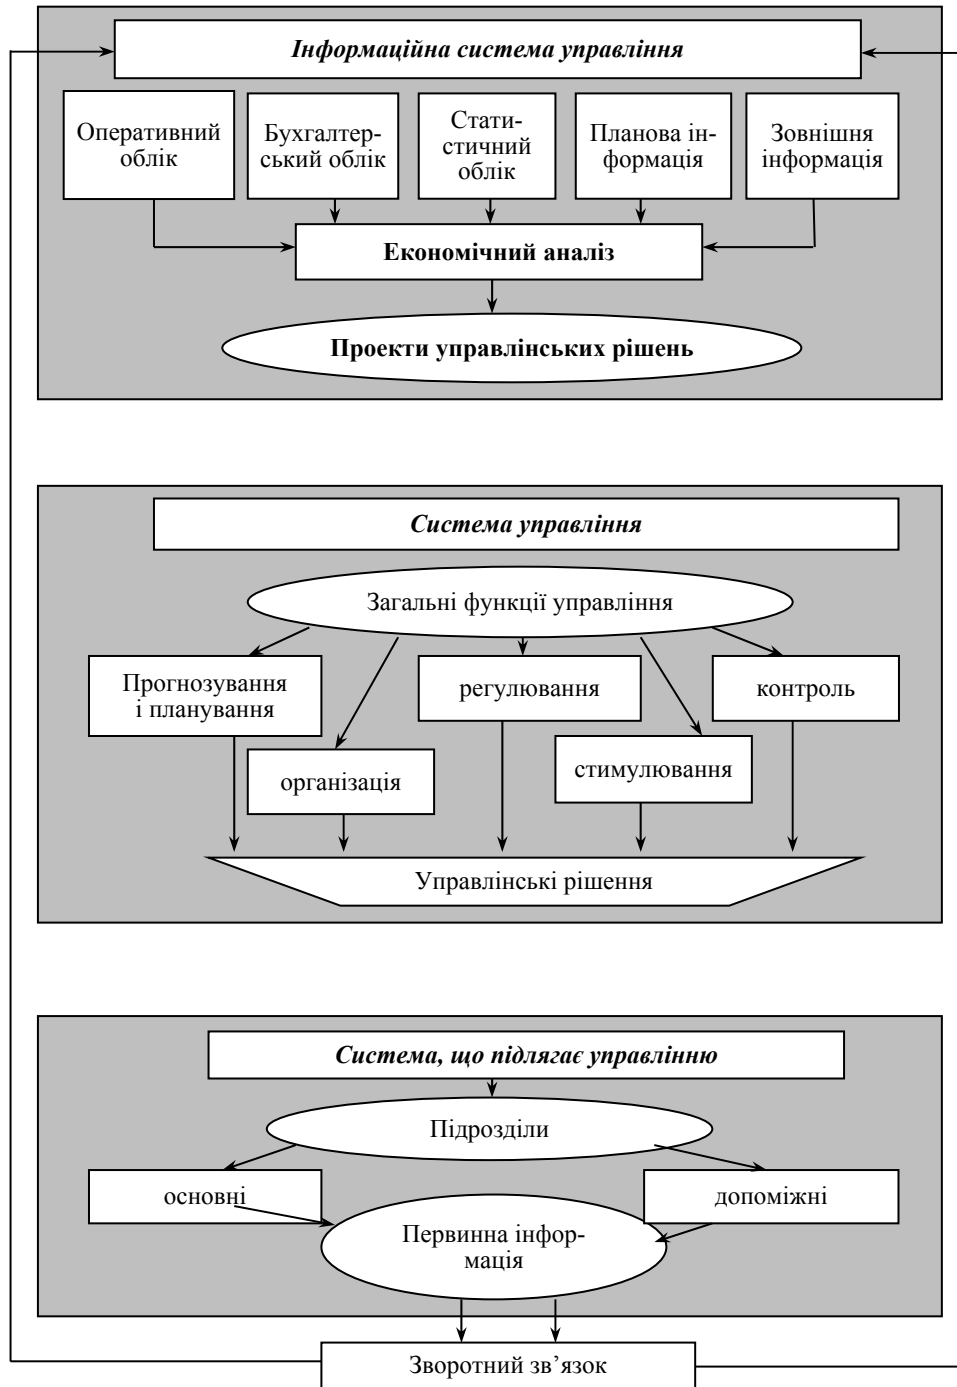 Інформаційна система управління
Оперативний
облік
Бухгалтер-
ський облік
Стати-
стичний
облік
Планова ін-
формація
Зовнішня
інформація
Економічний аналіз
Проекти управлінських рішень
Система управління
Загальні функції управління
Прогнозування
і планування
регулювання
контроль
організація
стимулювання
Управлінські рішення
Система, що підлягає управлінню
Підрозділи
основні
допоміжні
Первинна інфор-
мація
Зворотний зв’язок